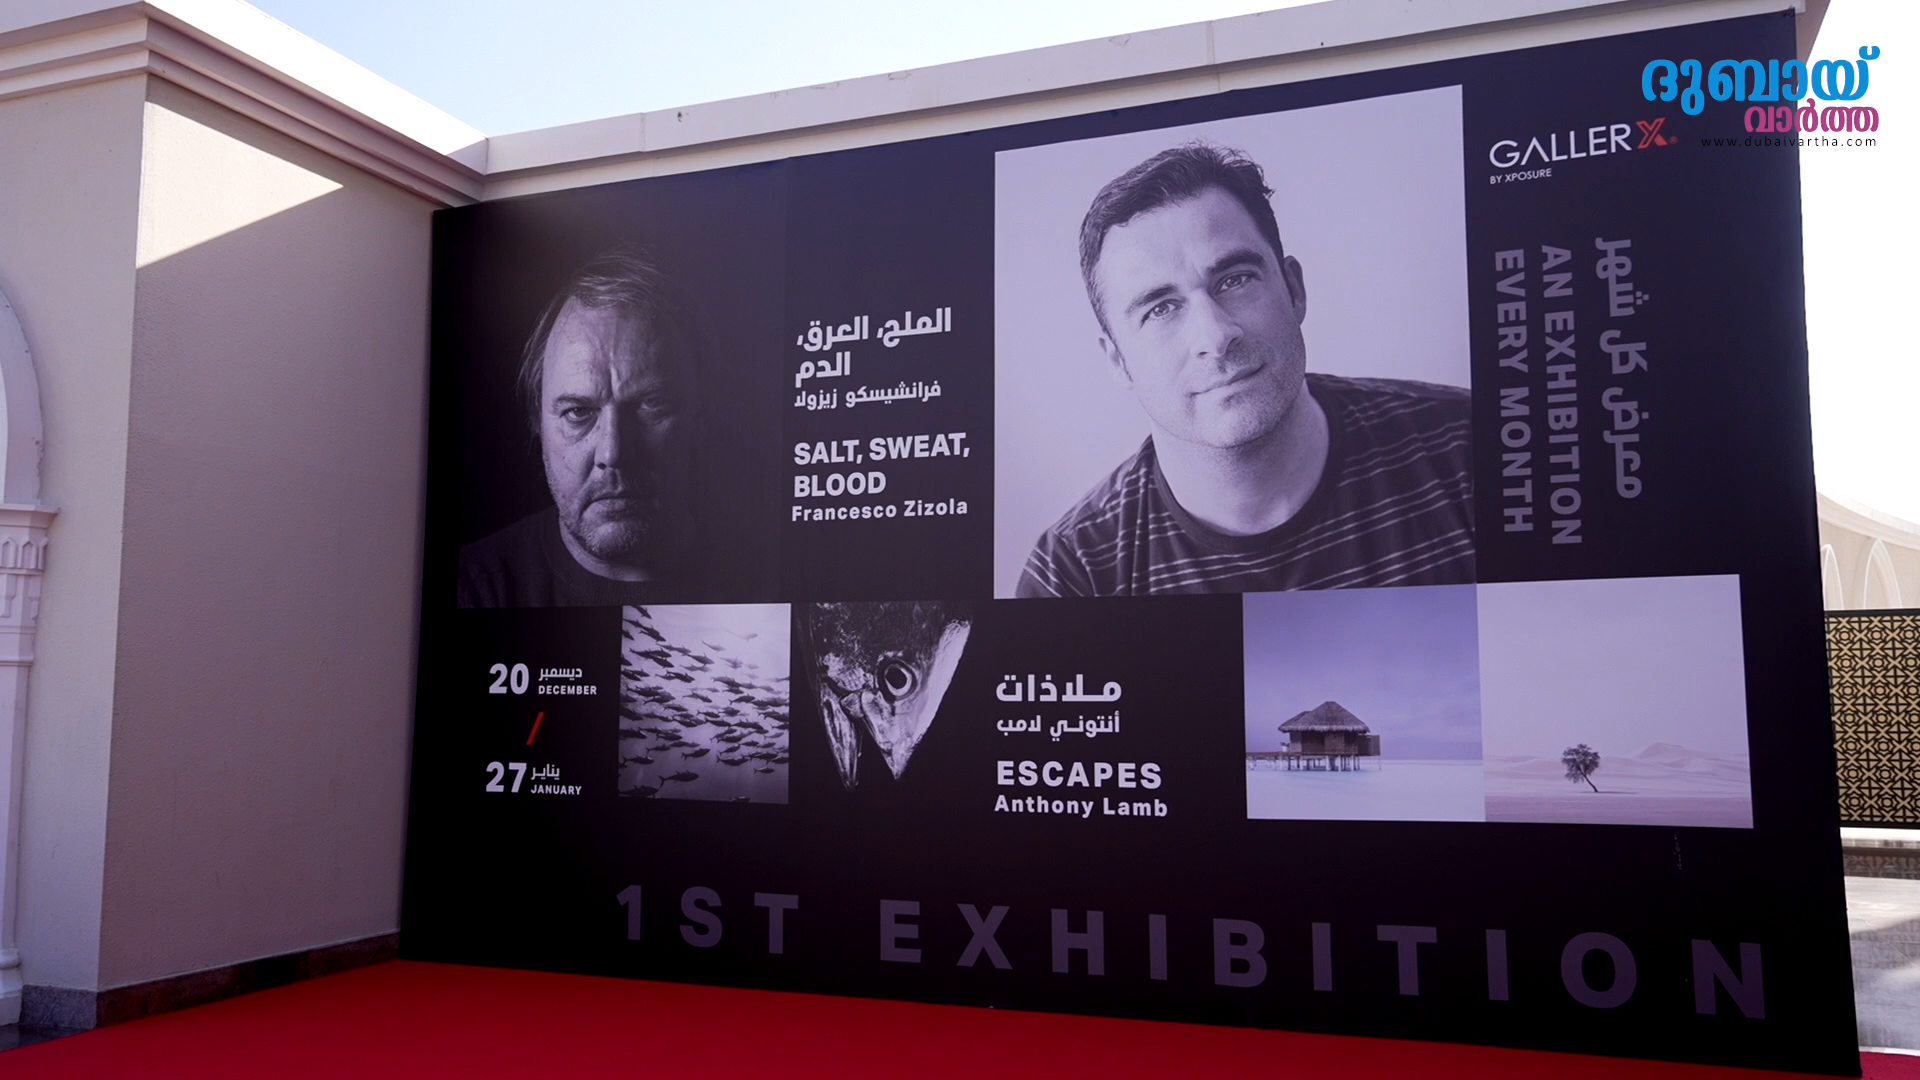 ദുബായ്
വാർത്ത
www.dubaivartha.com
GALLERX
BY XPOSURE
معرض كل شهر
AN EXHIBITION
EVERY MONTH
الملح، العرق،
الدم
فرانشيسكو زيزولا
SALT, SWEAT,
BLOOD
Francesco Zizola
20 ديسمبر
DECEMBER
/
27 يناير
JANUARY
ملاذات
أنتوني لامب
ESCAPES
Anthony Lamb
1ST EXHIBITION